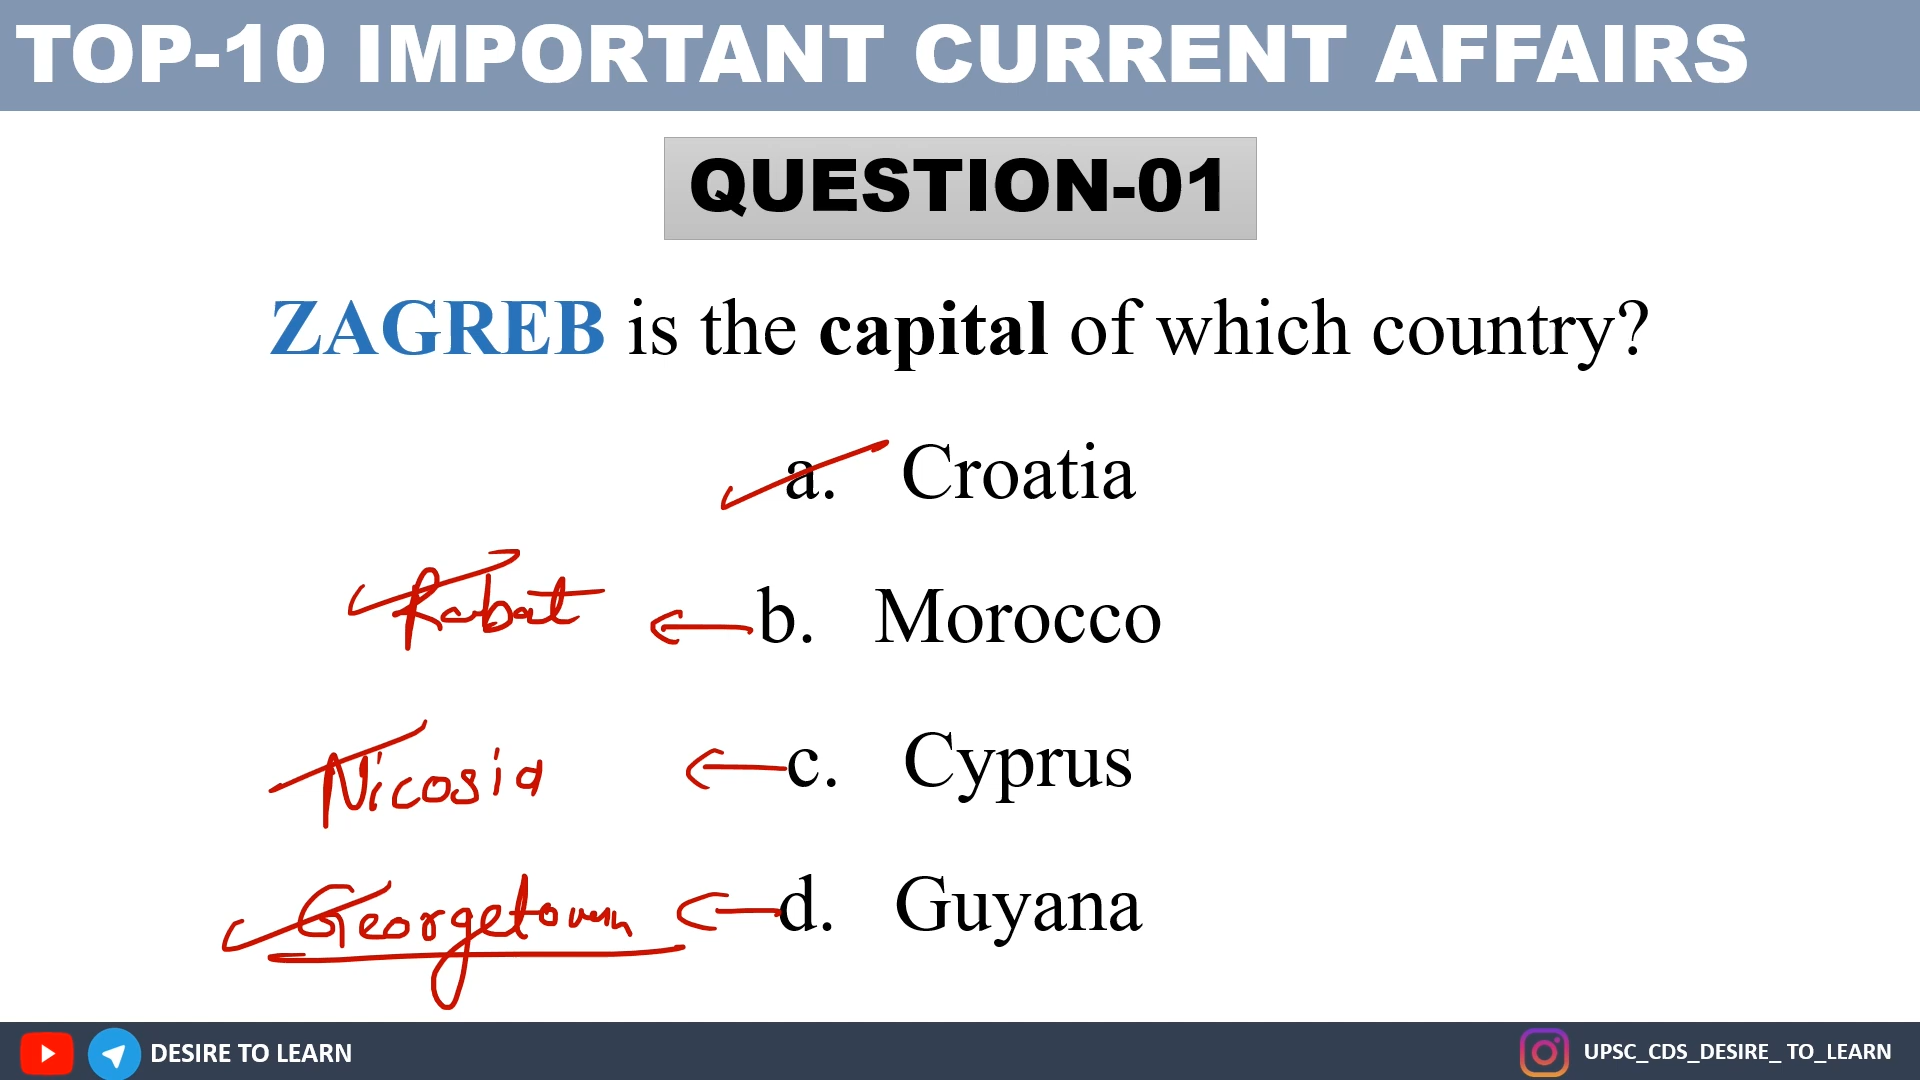 TOP-10 IMPORTANT CURRENT AFFAIRS
QUESTION-01
ZAGREB is the capital of which country?
a. Croatia
Rabat b. Morocco
Nicosia c. Cyprus
Georgetown d. Guyana
DESIRE TO LEARN UPSC_CDS_DESIRE_ TO_LEARN